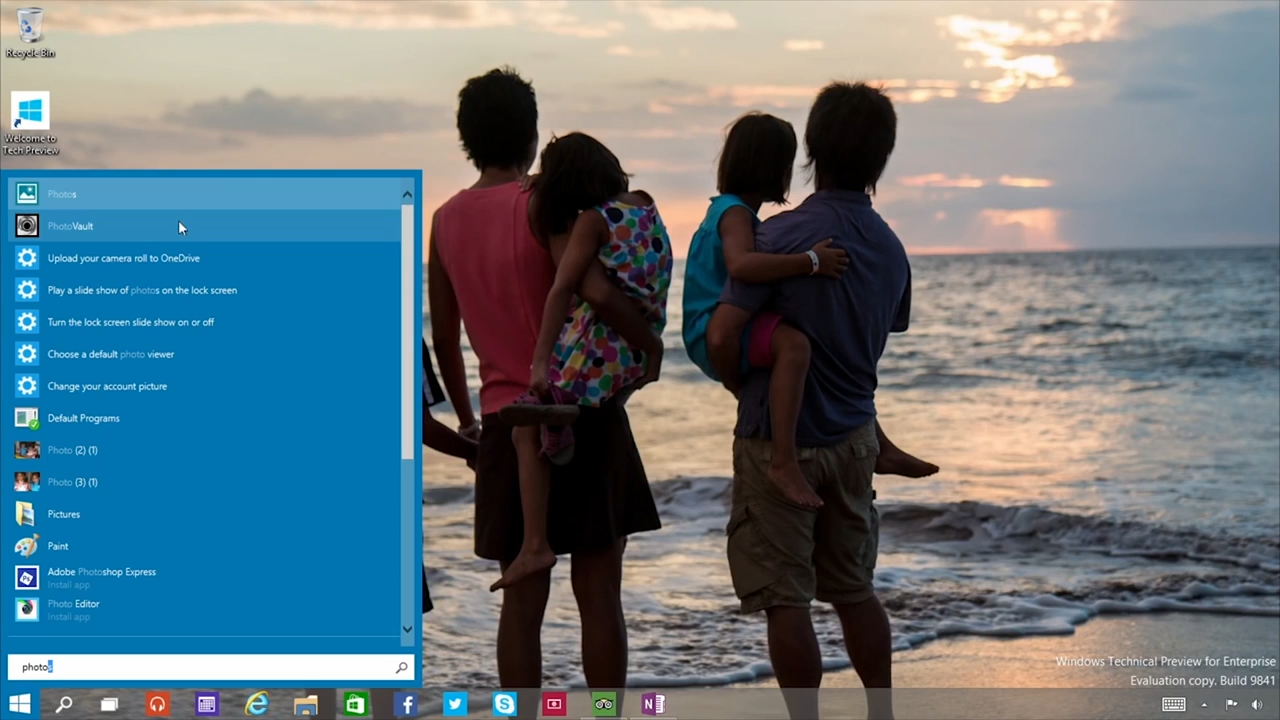 Recycle Bin
Welcome to
Tech Preview
Photos
PhotoVault
Upload your camera roll to OneDrive
Play a slide show of photos on the lock screen
Turn the lock screen slide show on or off
Choose a default photo viewer
Change your account picture
Default Programs
Photo (2) (1)
Photo (3) (1)
Pictures
Paint
Adobe Photoshop Express
Install app
Photo Editor
Install app
photos
Windows Technical Preview for Enterprise
Evaluation copy. Build 9841